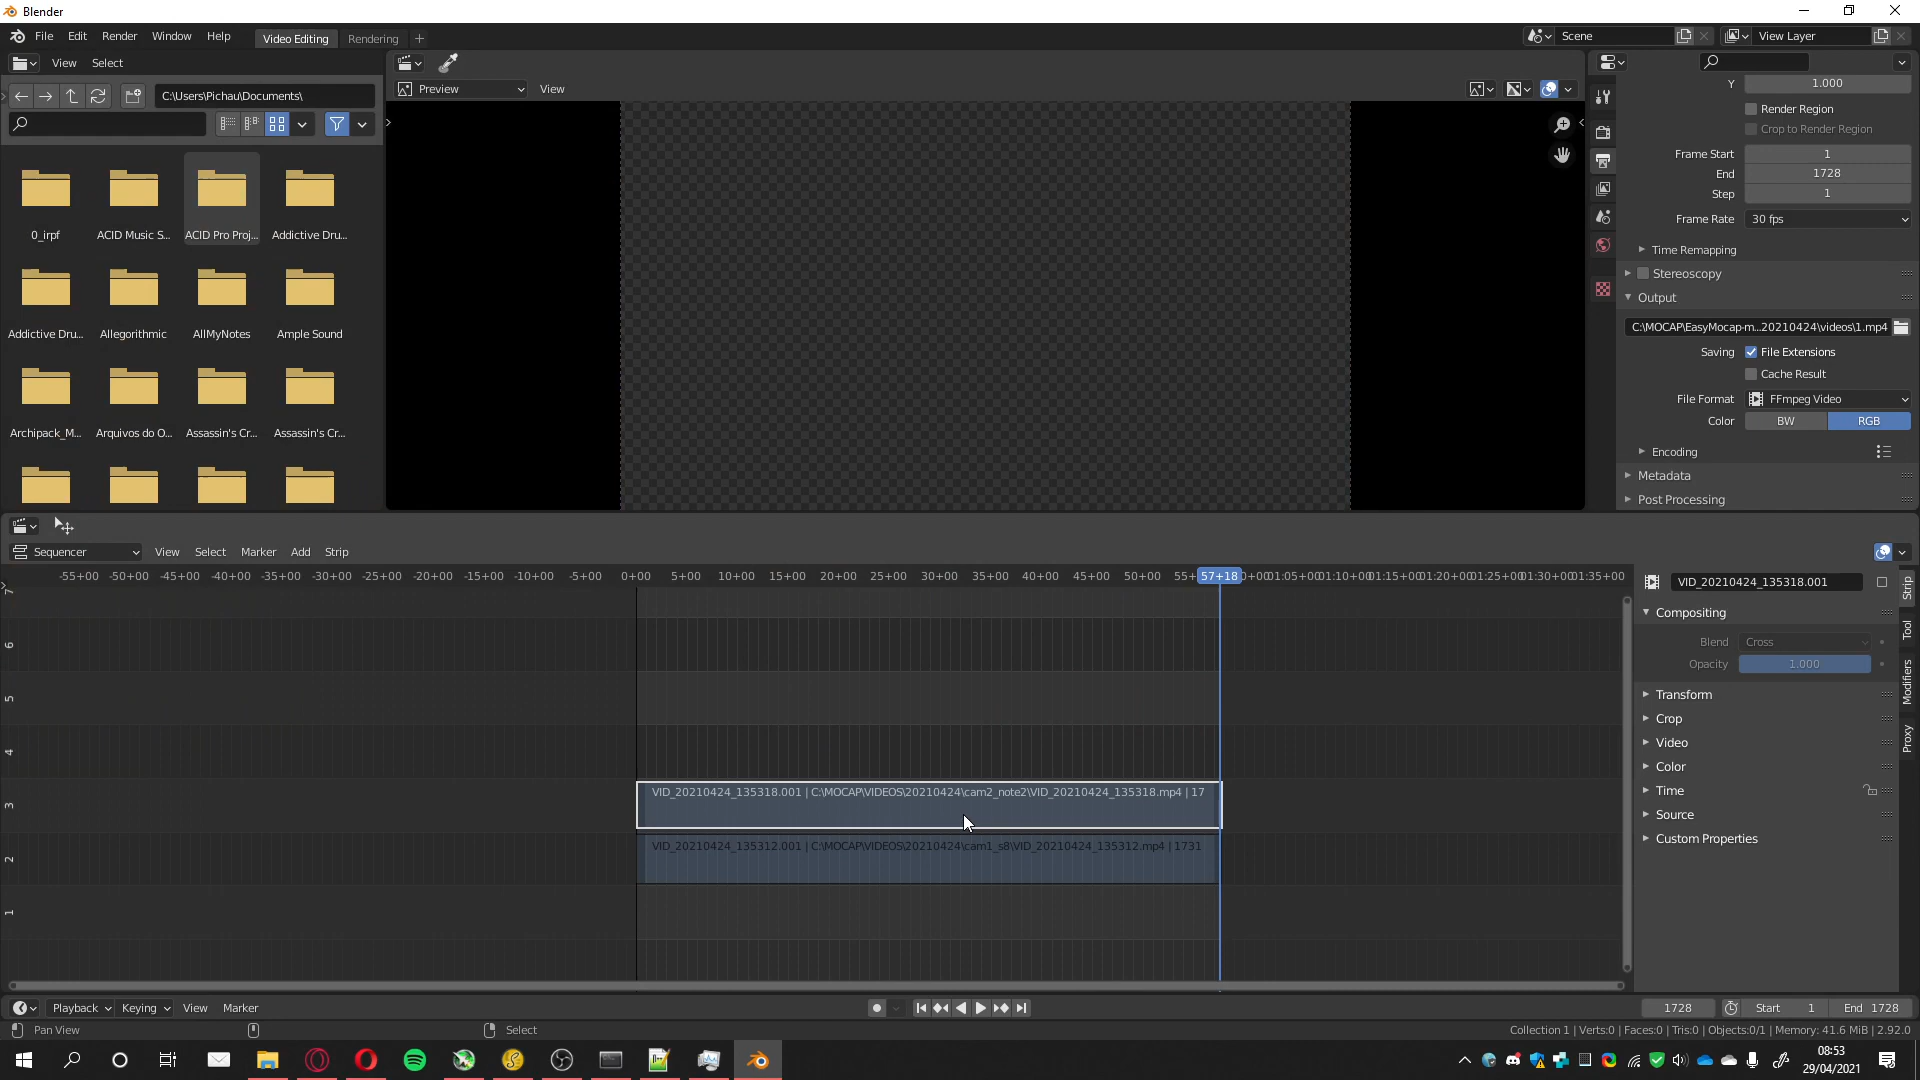 Blender
File Edit Render Window Help Video Editing Rendering + Scene View Layer
View Select
C:\Users\Pichau\Documents\
0_irpf ACID Music S... ACID Pro Proj... Addictive Dru...
Addictive Dru... Allegorithmic AllMyNotes Ample Sound
Archipack_M... Arquivos do O... Assassin's Cr... Assassin's Cr...
Preview View
Y 1.000
Render Region
Crop to Render Region
Frame Start 1
End 1728
Step 1
Frame Rate 30 fps
Time Remapping
Stereoscopy
Output
C:\MOCAP\EasyMocap-m...20210424\videos\1.mp4
Saving File Extensions
Cache Result
File Format FFmpeg Video
Color BW RGB
Encoding
Metadata
Post Processing
Sequencer View Select Marker Add Strip
-55+00 -50+00 -45+00 -40+00 -35+00 -30+00 -25+00 -20+00 -15+00 -10+00 -5+00 0+00 5+00 10+00 15+00 20+00 25+00 30+00 35+00 40+00 45+00 50+00 55+ 57+18 0+00 01:05+00 01:10+00 01:15+00 01:20+00 01:25+00 01:30+00 01:35+00
7
6
5
4
3
2
1
VID_20210424_135318.001 | C:\MOCAP\VIDEOS\20210424\cam2_note2\VID_20210424_135318.mp4 | 17
VID_20210424_135312.001 | C:\MOCAP\VIDEOS\20210424\cam1_s8\VID_20210424_135312.mp4 | 1731
VID_20210424_135318.001
Compositing
Blend Cross
Opacity 1.000
Transform
Crop
Video
Color
Time
Source
Custom Properties
Strip
Tool
Modifiers
Proxy
Playback Keying View Marker 1728 Start 1 End 1728
Pan View Select Collection 1 | Verts:0 | Faces:0 | Tris:0 | Objects:0/1 | Memory: 41.6 MiB | 2.92.0
08:53
29/04/2021